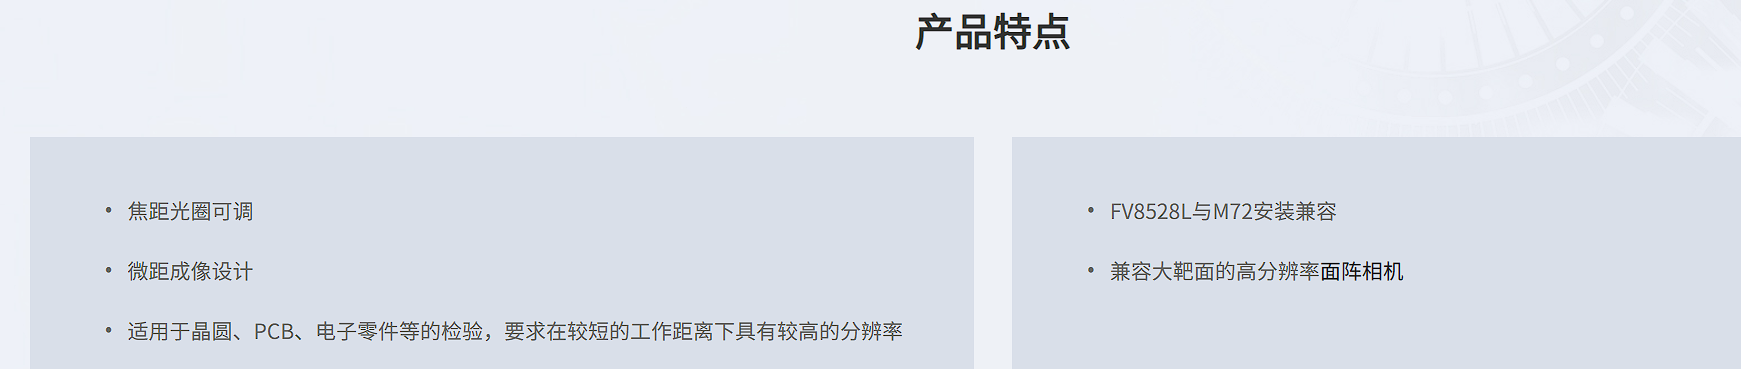 产品特点
• 焦距光圈可调
• 微距成像设计
• 适用于晶圆、PCB、电子零件等的检验，要求在较短的工作距离下具有较高的分辨率
• FV8528L与M72安装兼容
• 兼容大靶面的高分辨率面阵相机